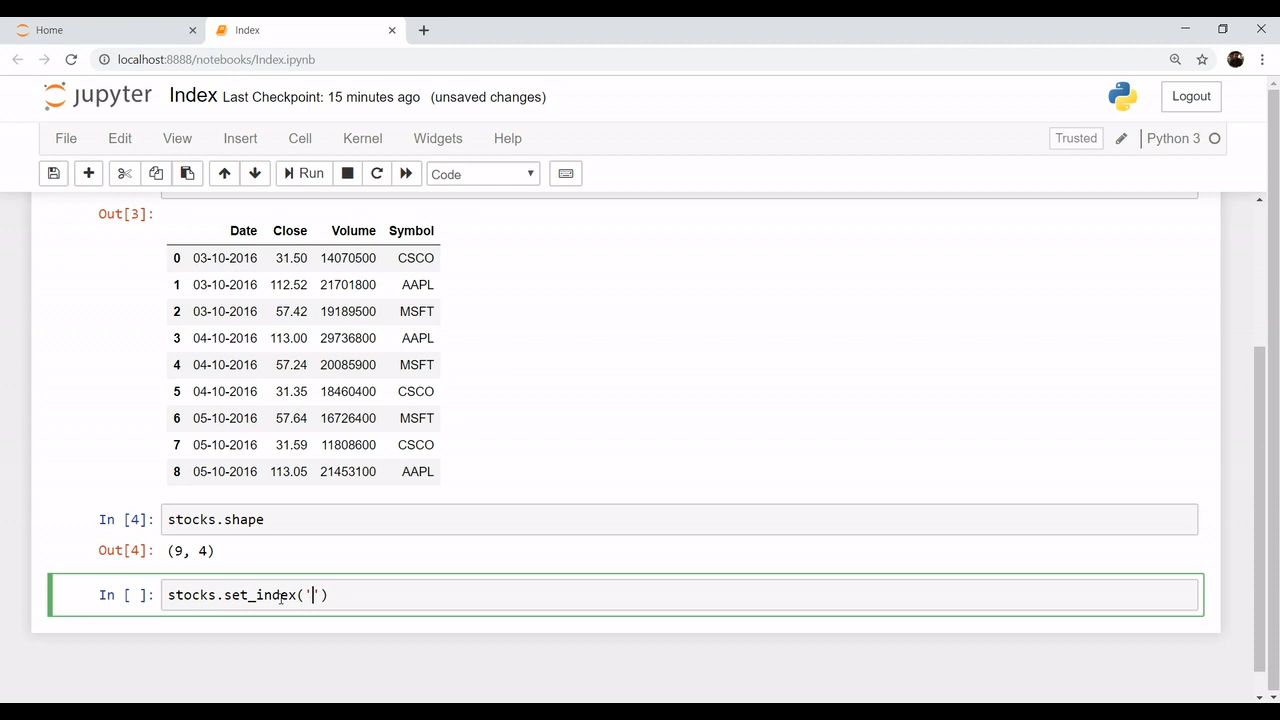 Home
Index
localhost:8888/notebooks/Index.ipynb
jupyter Index Last Checkpoint: 15 minutes ago (unsaved changes)
Logout
File Edit View Insert Cell Kernel Widgets Help
Trusted
Python 3
Run
Code
Out[3]:
Date Close Volume Symbol
0 03-10-2016 31.50 14070500 CSCO
1 03-10-2016 112.52 21701800 AAPL
2 03-10-2016 57.42 19189500 MSFT
3 04-10-2016 113.00 29736800 AAPL
4 04-10-2016 57.24 20085900 MSFT
5 04-10-2016 31.35 18460400 CSCO
6 05-10-2016 57.64 16726400 MSFT
7 05-10-2016 31.59 11808600 CSCO
8 05-10-2016 113.05 21453100 AAPL
In [4]: stocks.shape
Out[4]: (9, 4)
In [ ]: stocks.set_index('')